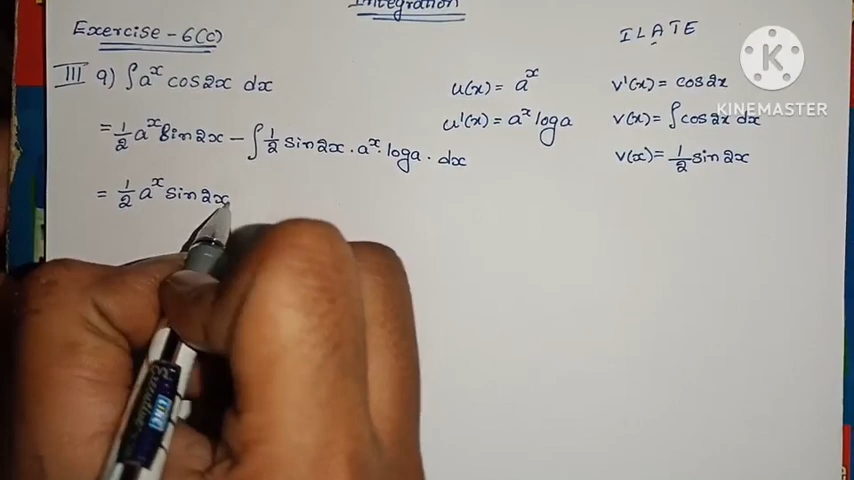 Integration
Exercise - 6(c)
ILATE
III 9) ∫a^x cos2x dx
u(x) = a^x
v'(x) = cos2x
K
KINEMASTER
= 1/2 a^x sin2x - ∫1/2 sin2x · a^x · loga · dx
u'(x) = a^x loga
v(x) = ∫cos2x dx
v(x) = 1/2 sin2x
= 1/2 a^x sin2x